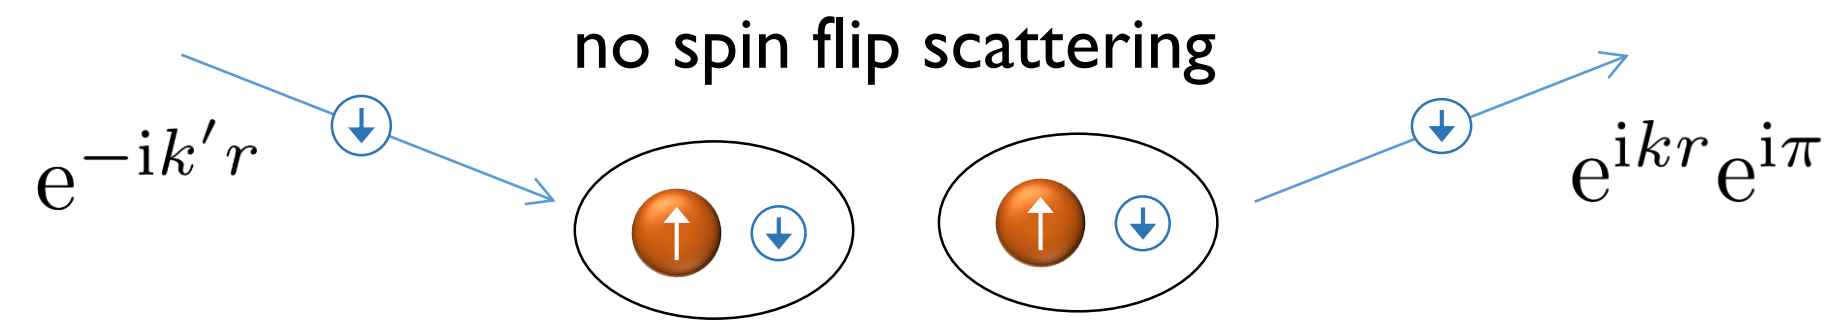 no spin flip scattering
e^{-ik'r}
e^{ikr}e^{iπ}